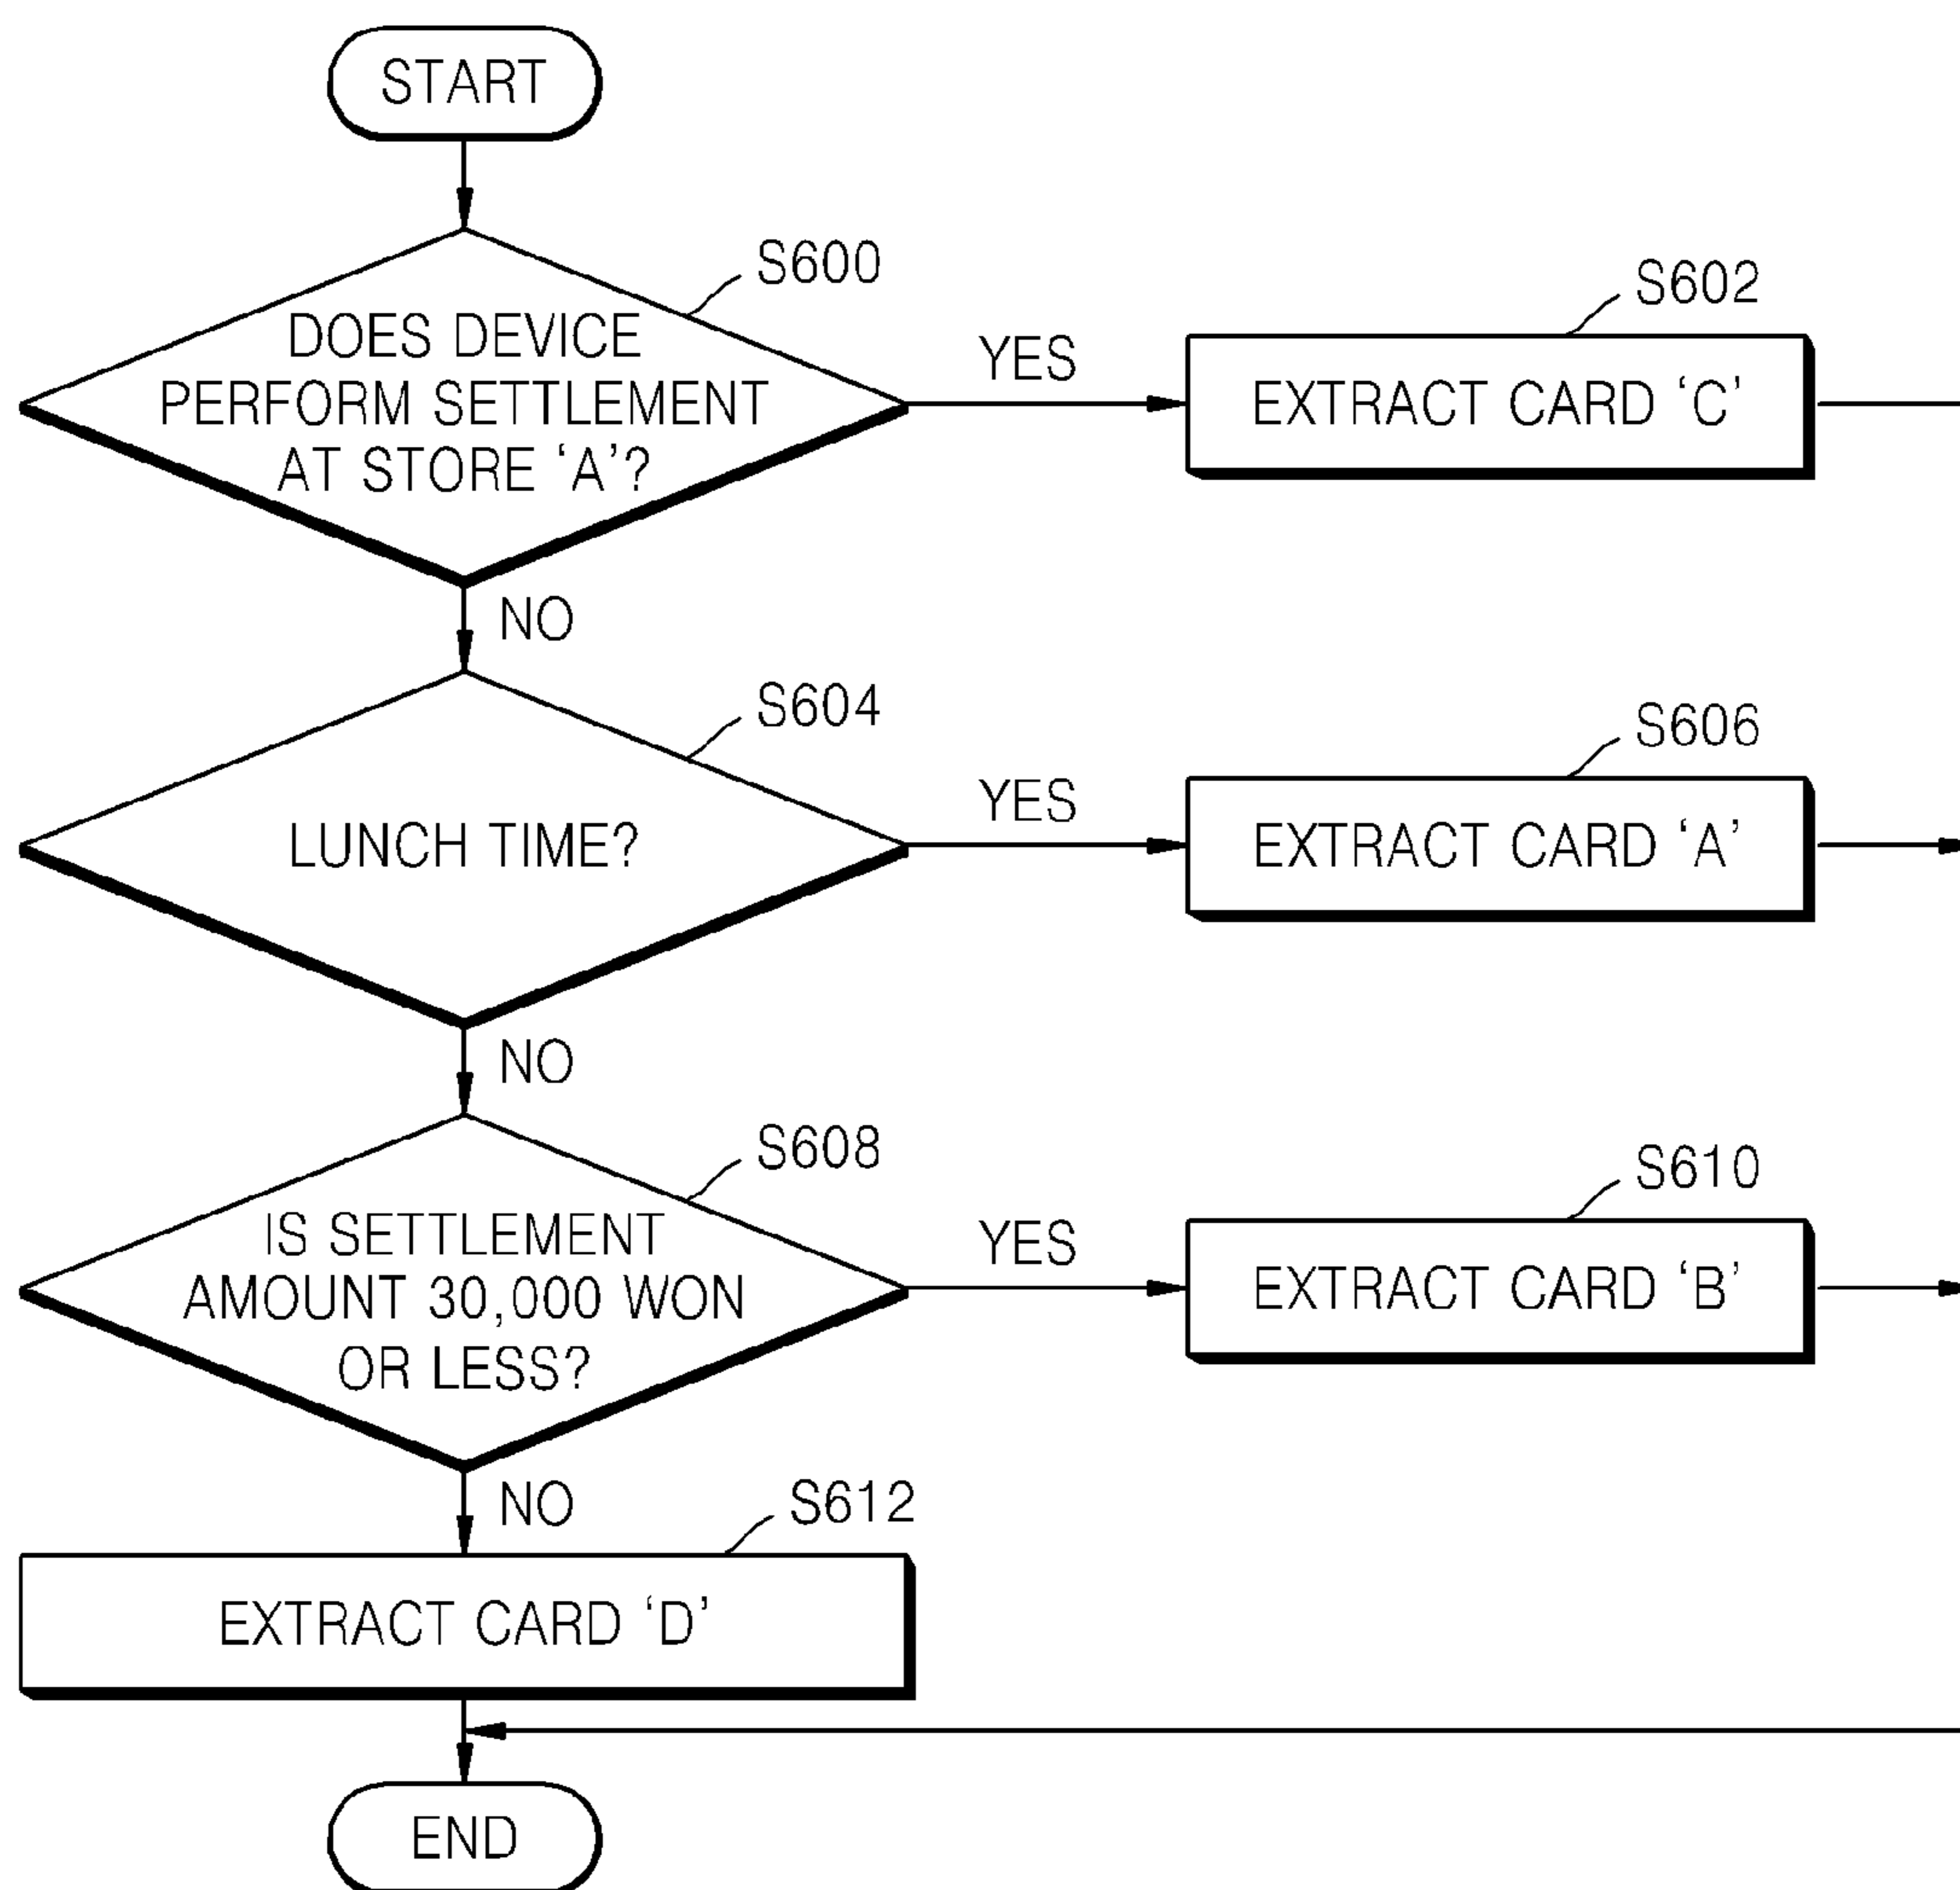 START
S600
DOES DEVICE
PERFORM SETTLEMENT
AT STORE ‘A’?
YES
S602
EXTRACT CARD ‘C’
NO
S604
LUNCH TIME?
YES
S606
EXTRACT CARD ‘A’
NO
S608
IS SETTLEMENT
AMOUNT 30,000 WON
OR LESS?
YES
S610
EXTRACT CARD ‘B’
NO
S612
EXTRACT CARD ‘D’
END